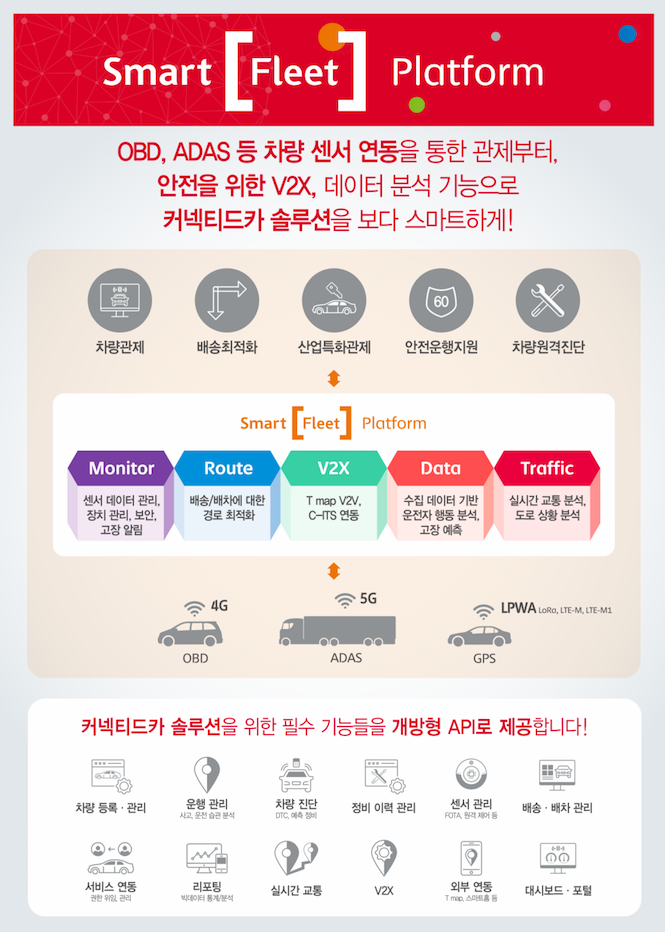 Smart [Fleet] Platform
OBD, ADAS 등 차량 센서 연동을 통한 관제부터,
안전을 위한 V2X, 데이터 분석 기능으로
커넥티드카 솔루션을 보다 스마트하게!
60
차량관제
배송최적화
산업특화관제
안전운행지원
차량원격진단
Smart [Fleet] Platform
Monitor
센서 데이터 관리,
장치 관리, 보안,
고장 알림
Route
배송/배차에 대한
경로 최적화
V2X
T map V2V,
C-ITS 연동
Data
수집 데이터 기반
운전자 행동 분석,
고장 예측
Traffic
실시간 교통 분석,
도로 상황 분석
4G
OBD
5G
ADAS
LPWA LoRa, LTE-M, LTE-M1
GPS
커넥티드카 솔루션을 위한 필수 기능들을 개방형 API로 제공합니다!
차량 등록 · 관리
운행 관리
사고, 운전 습관 분석
차량 진단
DTC, 예측 정비
정비 이력 관리
센서 관리
FOTA, 원격 제어 등
배송 · 배차 관리
서비스 연동
권한 위임, 관리
리포팅
빅데이터 통계/분석
실시간 교통
V2X
외부 연동
T map, 스마트홈 등
대시보드 · 포털